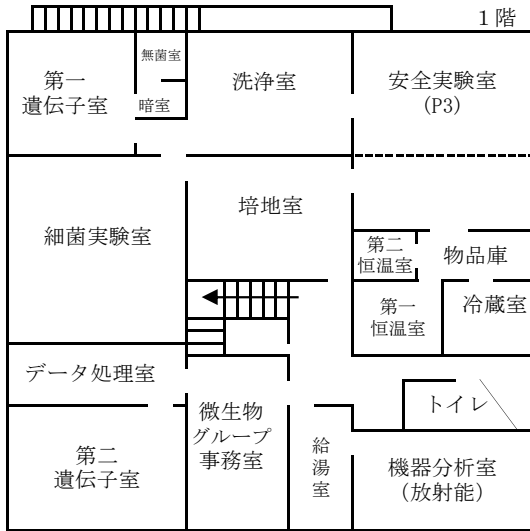 1階
無菌室
第一
遺伝子室
暗室
洗浄室
安全実験室
(P3)
細菌実験室
培地室
第二
恒温室
物品庫
第一
恒温室
冷蔵室
データ処理室
微生物
グループ
事務室
トイレ
第二
遺伝子室
給
湯
室
機器分析室
(放射能)